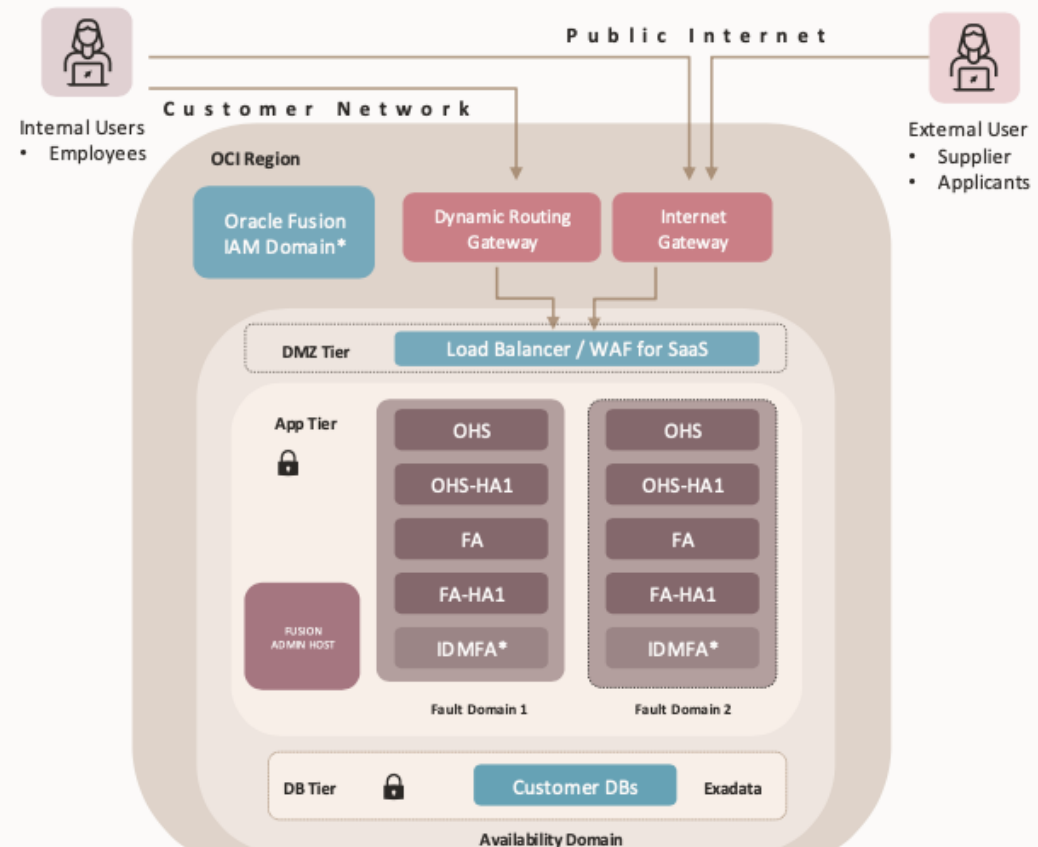 Public Internet
Customer Network
Internal Users
• Employees
External User
• Supplier
• Applicants
OCI Region
Oracle Fusion
IAM Domain*
Dynamic Routing
Gateway
Internet
Gateway
DMZ Tier
Load Balancer / WAF for SaaS
App Tier
OHS
OHS-HA1
FA
FA-HA1
IDMFA*
OHS
OHS-HA1
FA
FA-HA1
IDMFA*
FUSION
ADMIN HOST
Fault Domain 1
Fault Domain 2
DB Tier
Customer DBs
Exadata
Availability Domain